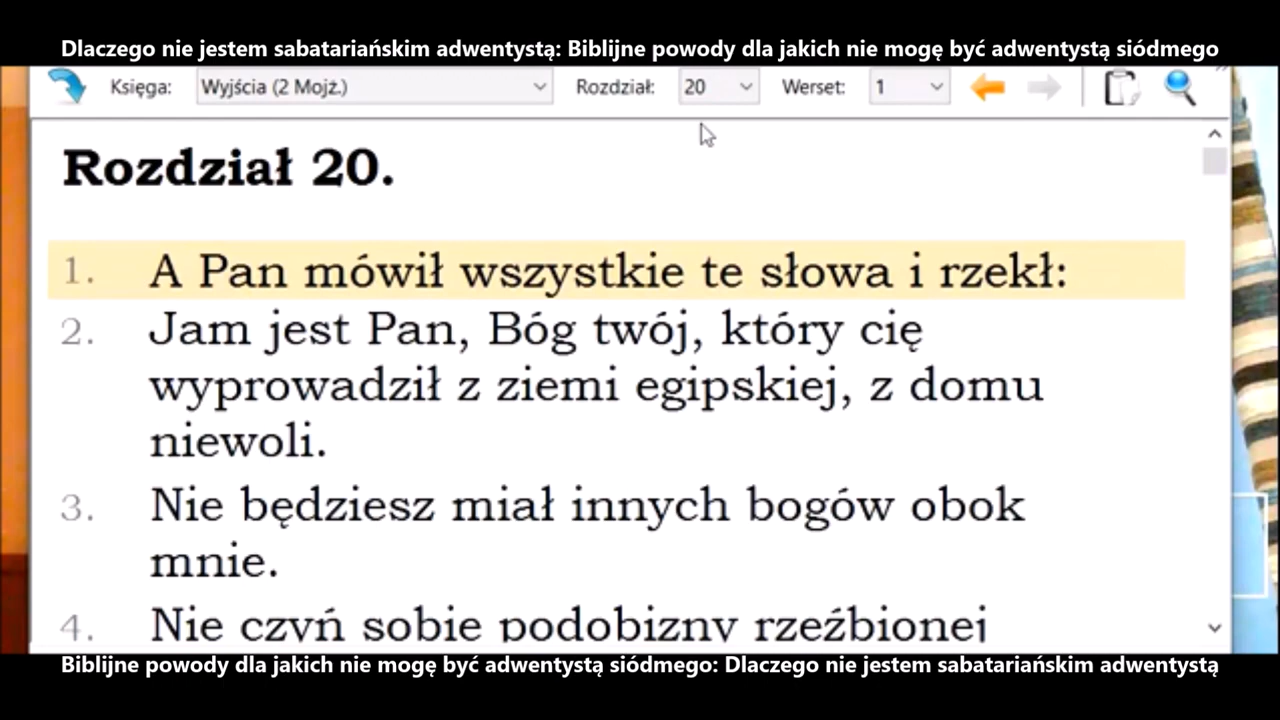 Dlaczego nie jestem sabatariańskim adwentystą: Biblijne powody dla jakich nie mogę być adwentystą siódmego
Księga: Wyjścia (2 Mojż.) Rozdział: 20 Werset: 1
Rozdział 20.
1. A Pan mówił wszystkie te słowa i rzekł:
2. Jam jest Pan, Bóg twój, który cię
wyprowadził z ziemi egipskiej, z domu
niewoli.
3. Nie będziesz miał innych bogów obok
mnie.
4. Nie czyń sobie podobizny rzeźbionej
Biblijne powody dla jakich nie mogę być adwentystą siódmego: Dlaczego nie jestem sabatariańskim adwentystą